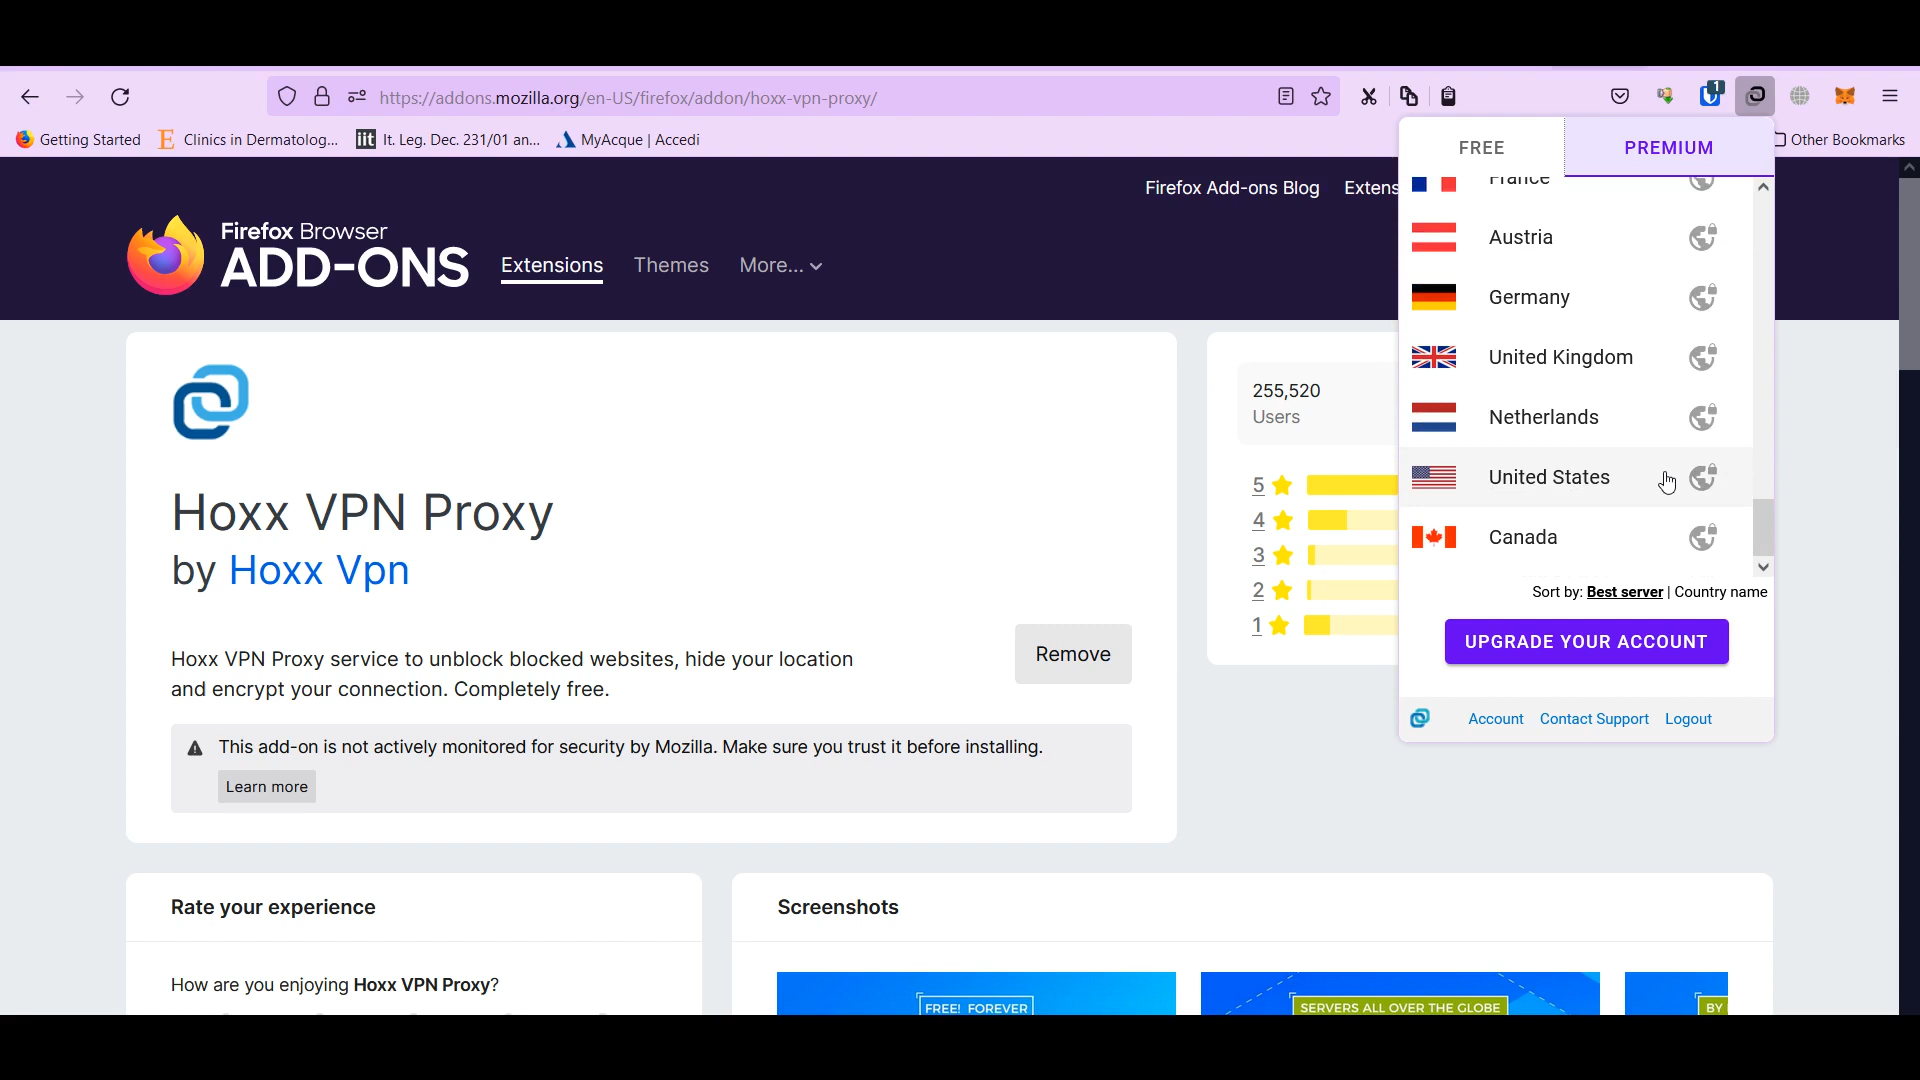 https://addons.mozilla.org/en-US/firefox/addon/hoxx-vpn-proxy/
1
Getting Started
Clinics in Dermatolog...
iit It. Leg. Dec. 231/01 an...
MyAcque | Accedi
Other Bookmarks
Firefox Add-ons Blog
Extens
Firefox Browser
ADD-ONS
Extensions
Themes
More...
Hoxx VPN Proxy
by Hoxx Vpn
Hoxx VPN Proxy service to unblock blocked websites, hide your location
and encrypt your connection. Completely free.
Remove
This add-on is not actively monitored for security by Mozilla. Make sure you trust it before installing.
Learn more
255,520
Users
5
4
3
2
1
FREE
PREMIUM
France
Austria
Germany
United Kingdom
Netherlands
United States
Canada
Sort by: Best server | Country name
UPGRADE YOUR ACCOUNT
Account
Contact Support
Logout
Rate your experience
How are you enjoying Hoxx VPN Proxy?
Screenshots
FREE! FOREVER
SERVERS ALL OVER THE GLOBE
BY